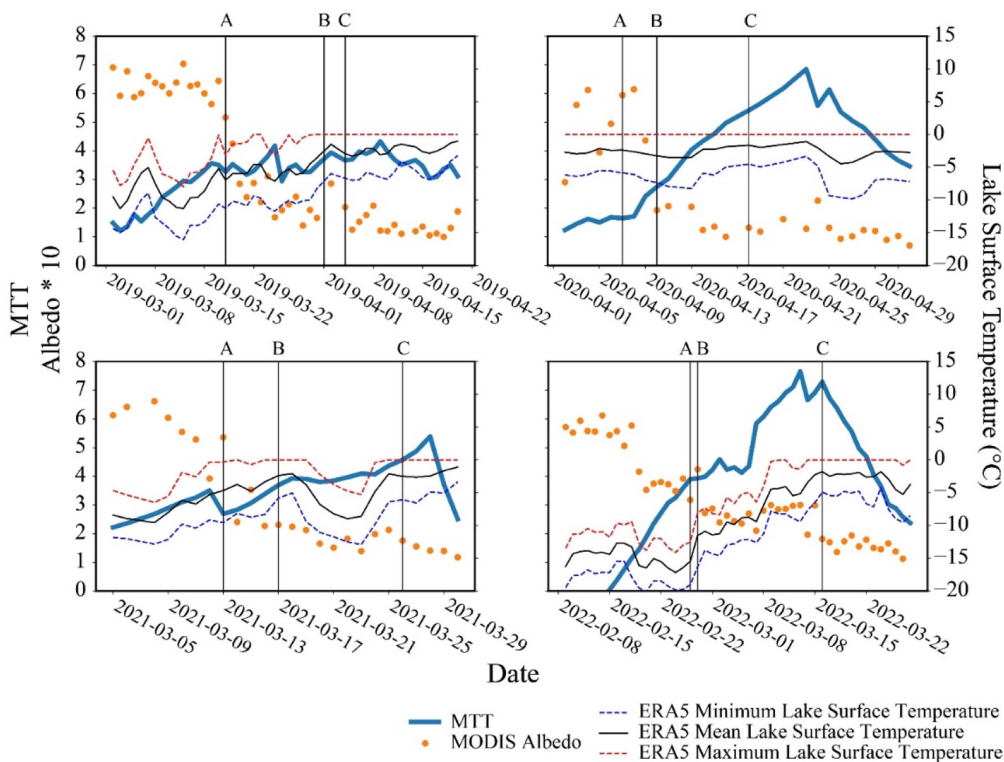 A B C
A B C
8 7 6 5 4 3 2 1 0
15 10 5 0 −5 −10 −15 −20
2019-03-01 2019-03-08 2019-03-15 2019-03-22 2019-04-01 2019-04-08 2019-04-15 2019-04-22
2020-04-01 2020-04-05 2020-04-09 2020-04-13 2020-04-17 2020-04-21 2020-04-25 2020-04-29
MTT
Albedo * 10
Lake Surface Temperature (°C)
A B C
A B C
8 7 6 5 4 3 2 1 0
15 10 5 0 −5 −10 −15 −20
2021-03-05 2021-03-09 2021-03-13 2021-03-17 2021-03-21 2021-03-25 2021-03-29
2022-02-08 2022-02-15 2022-02-22 2022-03-01 2022-03-08 2022-03-15 2022-03-22
Date
MTT
MODIS Albedo
ERA5 Minimum Lake Surface Temperature
ERA5 Mean Lake Surface Temperature
ERA5 Maximum Lake Surface Temperature